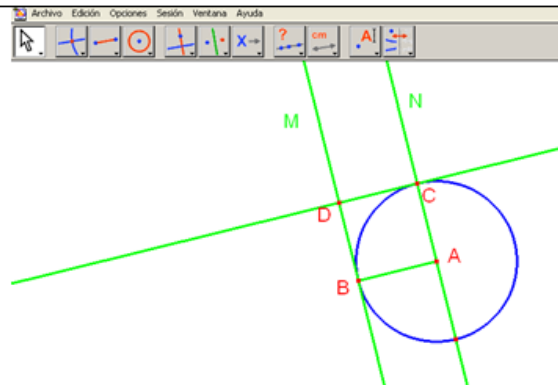 Archivo Edición Opciones Sesión Ventana Ayuda
X ? cm A
M
N
C
D
A
B